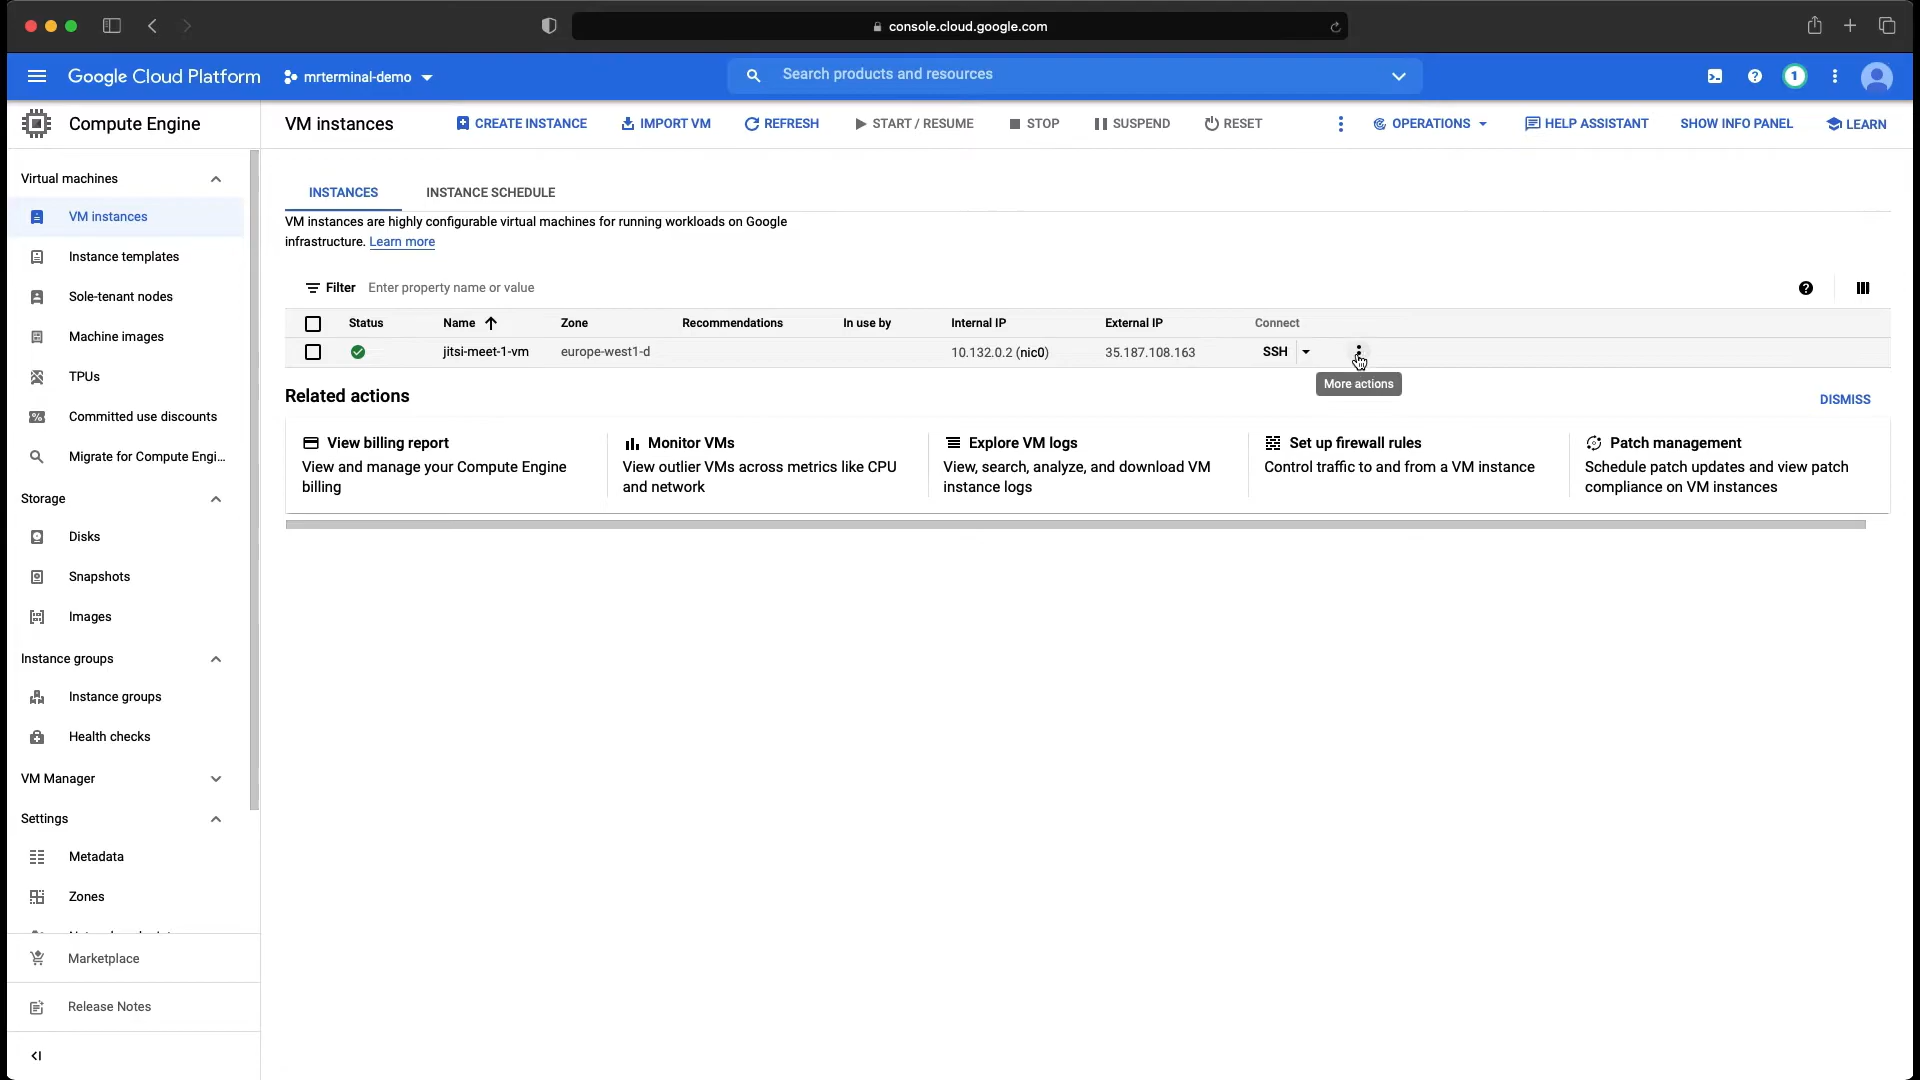 console.cloud.google.com
Google Cloud Platform
mrterminal-demo
Search products and resources
1
Compute Engine
VM instances
CREATE INSTANCE
IMPORT VM
REFRESH
START / RESUME
STOP
SUSPEND
RESET
OPERATIONS
HELP ASSISTANT
SHOW INFO PANEL
LEARN
Virtual machines
VM instances
Instance templates
Sole-tenant nodes
Machine images
TPUs
Committed use discounts
Migrate for Compute Engi...
Storage
Disks
Snapshots
Images
Instance groups
Instance groups
Health checks
VM Manager
Settings
Metadata
Zones
Marketplace
Release Notes
INSTANCES
INSTANCE SCHEDULE
VM instances are highly configurable virtual machines for running workloads on Google
infrastructure. Learn more
Filter Enter property name or value
Status Name Zone Recommendations In use by Internal IP External IP Connect
jitsi-meet-1-vm europe-west1-d 10.132.0.2 (nic0) 35.187.108.163 SSH
More actions
Related actions
DISMISS
View billing report
View and manage your Compute Engine
billing
Monitor VMs
View outlier VMs across metrics like CPU
and network
Explore VM logs
View, search, analyze, and download VM
instance logs
Set up firewall rules
Control traffic to and from a VM instance
Patch management
Schedule patch updates and view patch
compliance on VM instances